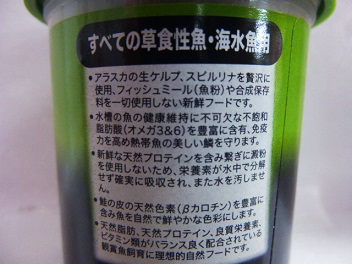 すべての草食性魚・海水魚用
●アラスカの生ケルプ、スピルリナを贅沢に
使用、フィッシュミール(魚粉)や合成保存
料を一切使用しない新鮮フードです。
●水槽の魚の健康維持に不可欠な不飽和
脂肪酸(オメガ3&6)を豊富に含有、免疫
力を高め熱帯魚の美しい鱗を守ります。
●新鮮な天然プロテインを含み繋ぎに澱粉
を使用しないため、栄養素が水中で分解
せず確実に吸収され、また水を汚しませ
ん。
●鮭の皮の天然色素(βカロチン)を豊富に
含み魚を自然で鮮やかな色彩にします。
●天然脂肪、天然プロテイン、良質栄養素、
ビタミン類がバランス良く配合されている
観賞魚飼育に理想的自然フードです。